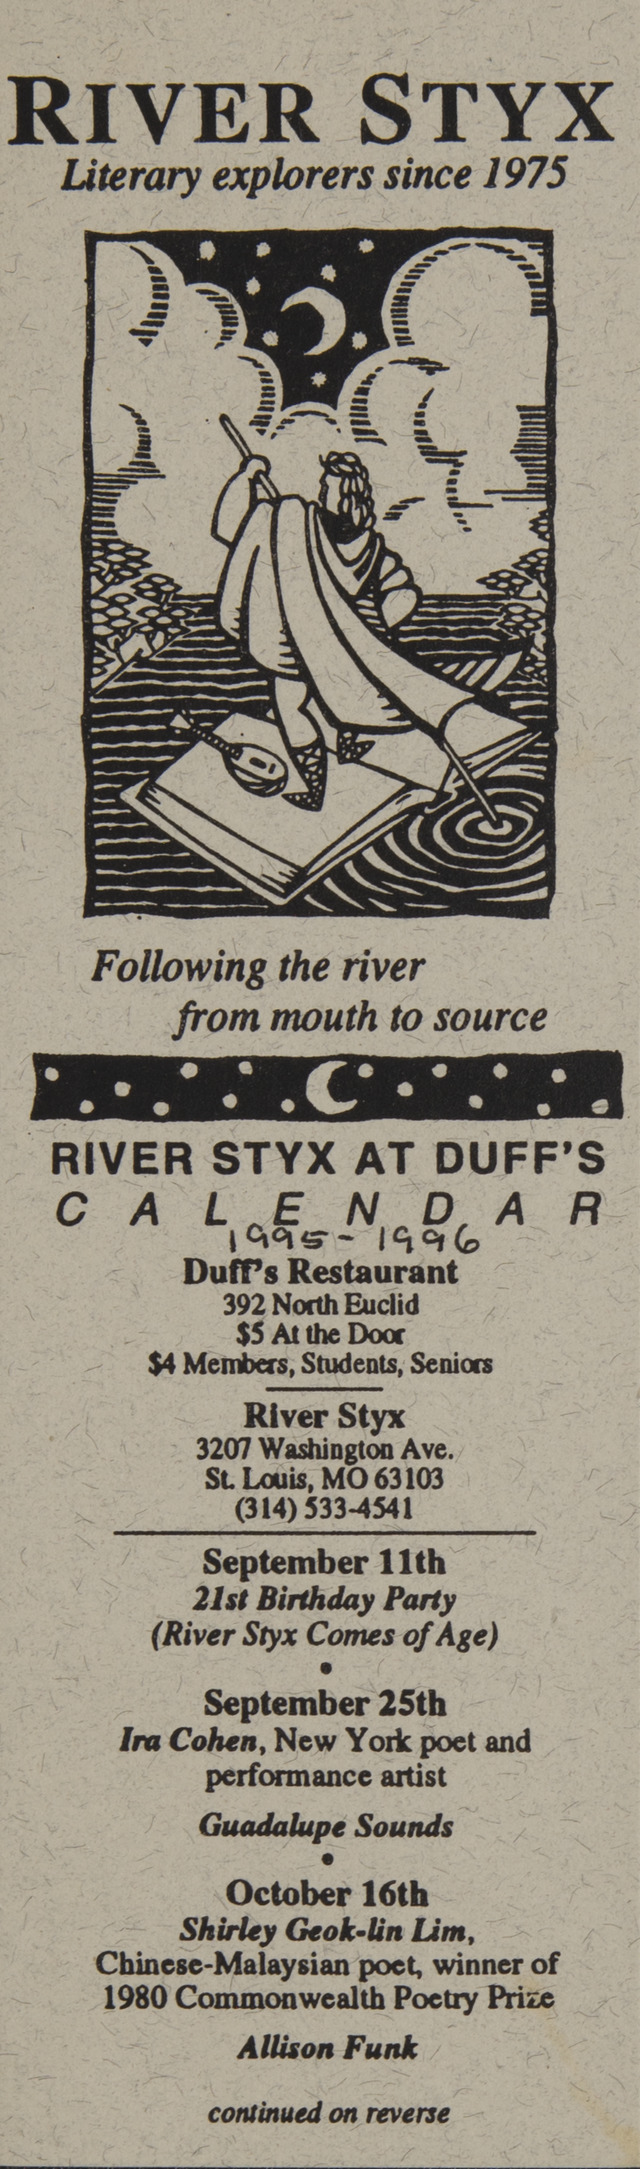 RIVER STYX
Literary explorers since 1975
Following the river
from mouth to source
RIVER STYX AT DUFF'S
CALENDAR
1995-1996
Duff's Restaurant
392 North Euclid
$5 At the Door
$4 Members, Students, Seniors
River Styx
3207 Washington Ave.
St. Louis, MO 63103
(314) 533-4541
September 11th
21st Birthday Party
(River Styx Comes of Age)
•
September 25th
Ira Cohen, New York poet and
performance artist
Guadalupe Sounds
•
October 16th
Shirley Geok-lin Lim,
Chinese-Malaysian poet, winner of
1980 Commonwealth Poetry Prize
Allison Funk
continued on reverse